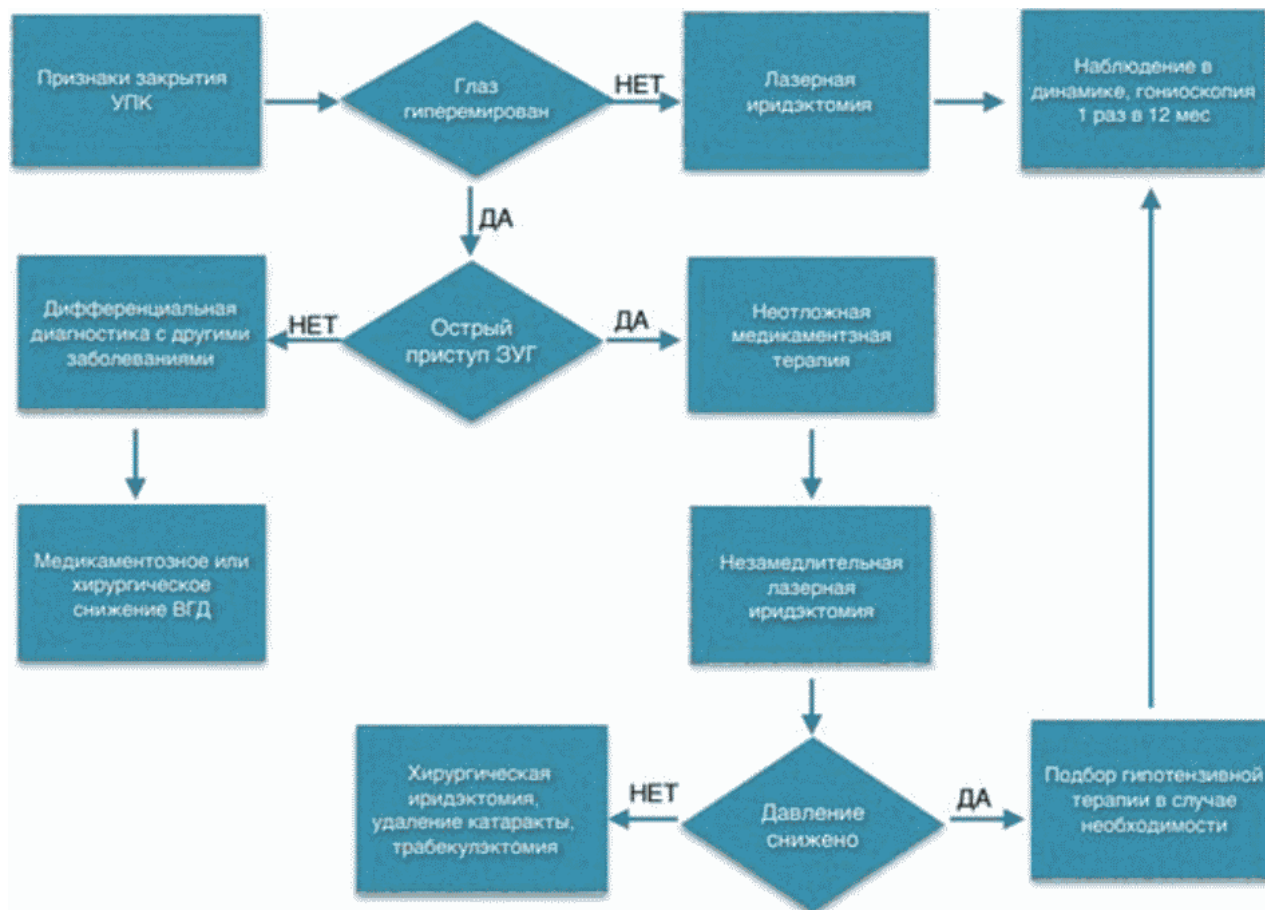 Признаки закрытия
УПК
Глаз
гиперемирован
НЕТ
Лазерная
иридэктомия
Наблюдение в
динамике, гониоскопия
1 раз в 12 мес
ДА
Дифференциальная
диагностика с другими
заболеваниями
НЕТ
Острый
приступ ЗУГ
ДА
Неотложная
медикаментзная
терапия
Медикаментозное или
хирургическое
снижение ВГД
Незамедлительная
лазерная
иридэктомия
Хирургическая
иридэктомия,
удаление катаракты,
трабекулэктомия
НЕТ
Давление
снижено
ДА
Подбор гипотензивной
терапии в случае
необходимости